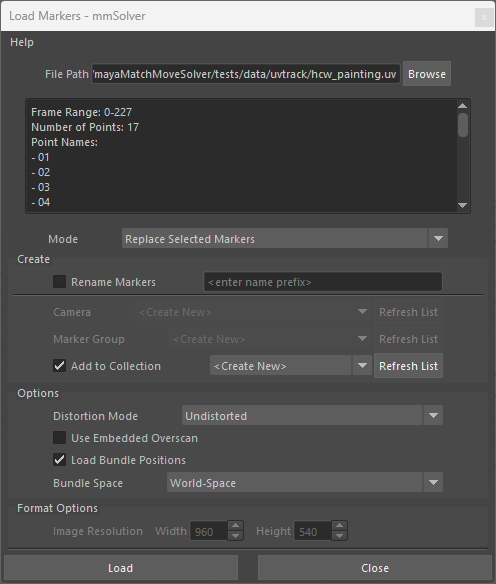 Load Markers - mmSolver
x
Help
File Path 'mayaMatchMoveSolver/tests/data/uvtrack/hcw_painting.uv Browse
Frame Range: 0-227
Number of Points: 17
Point Names:
- 01
- 02
- 03
- 04
Mode Replace Selected Markers
Create
Rename Markers <enter name prefix>
Camera <Create New> Refresh List
Marker Group <Create New> Refresh List
Add to Collection <Create New> Refresh List
Options
Distortion Mode Undistorted
Use Embedded Overscan
Load Bundle Positions
Bundle Space World-Space
Format Options
Image Resolution Width 960 Height 540
Load Close